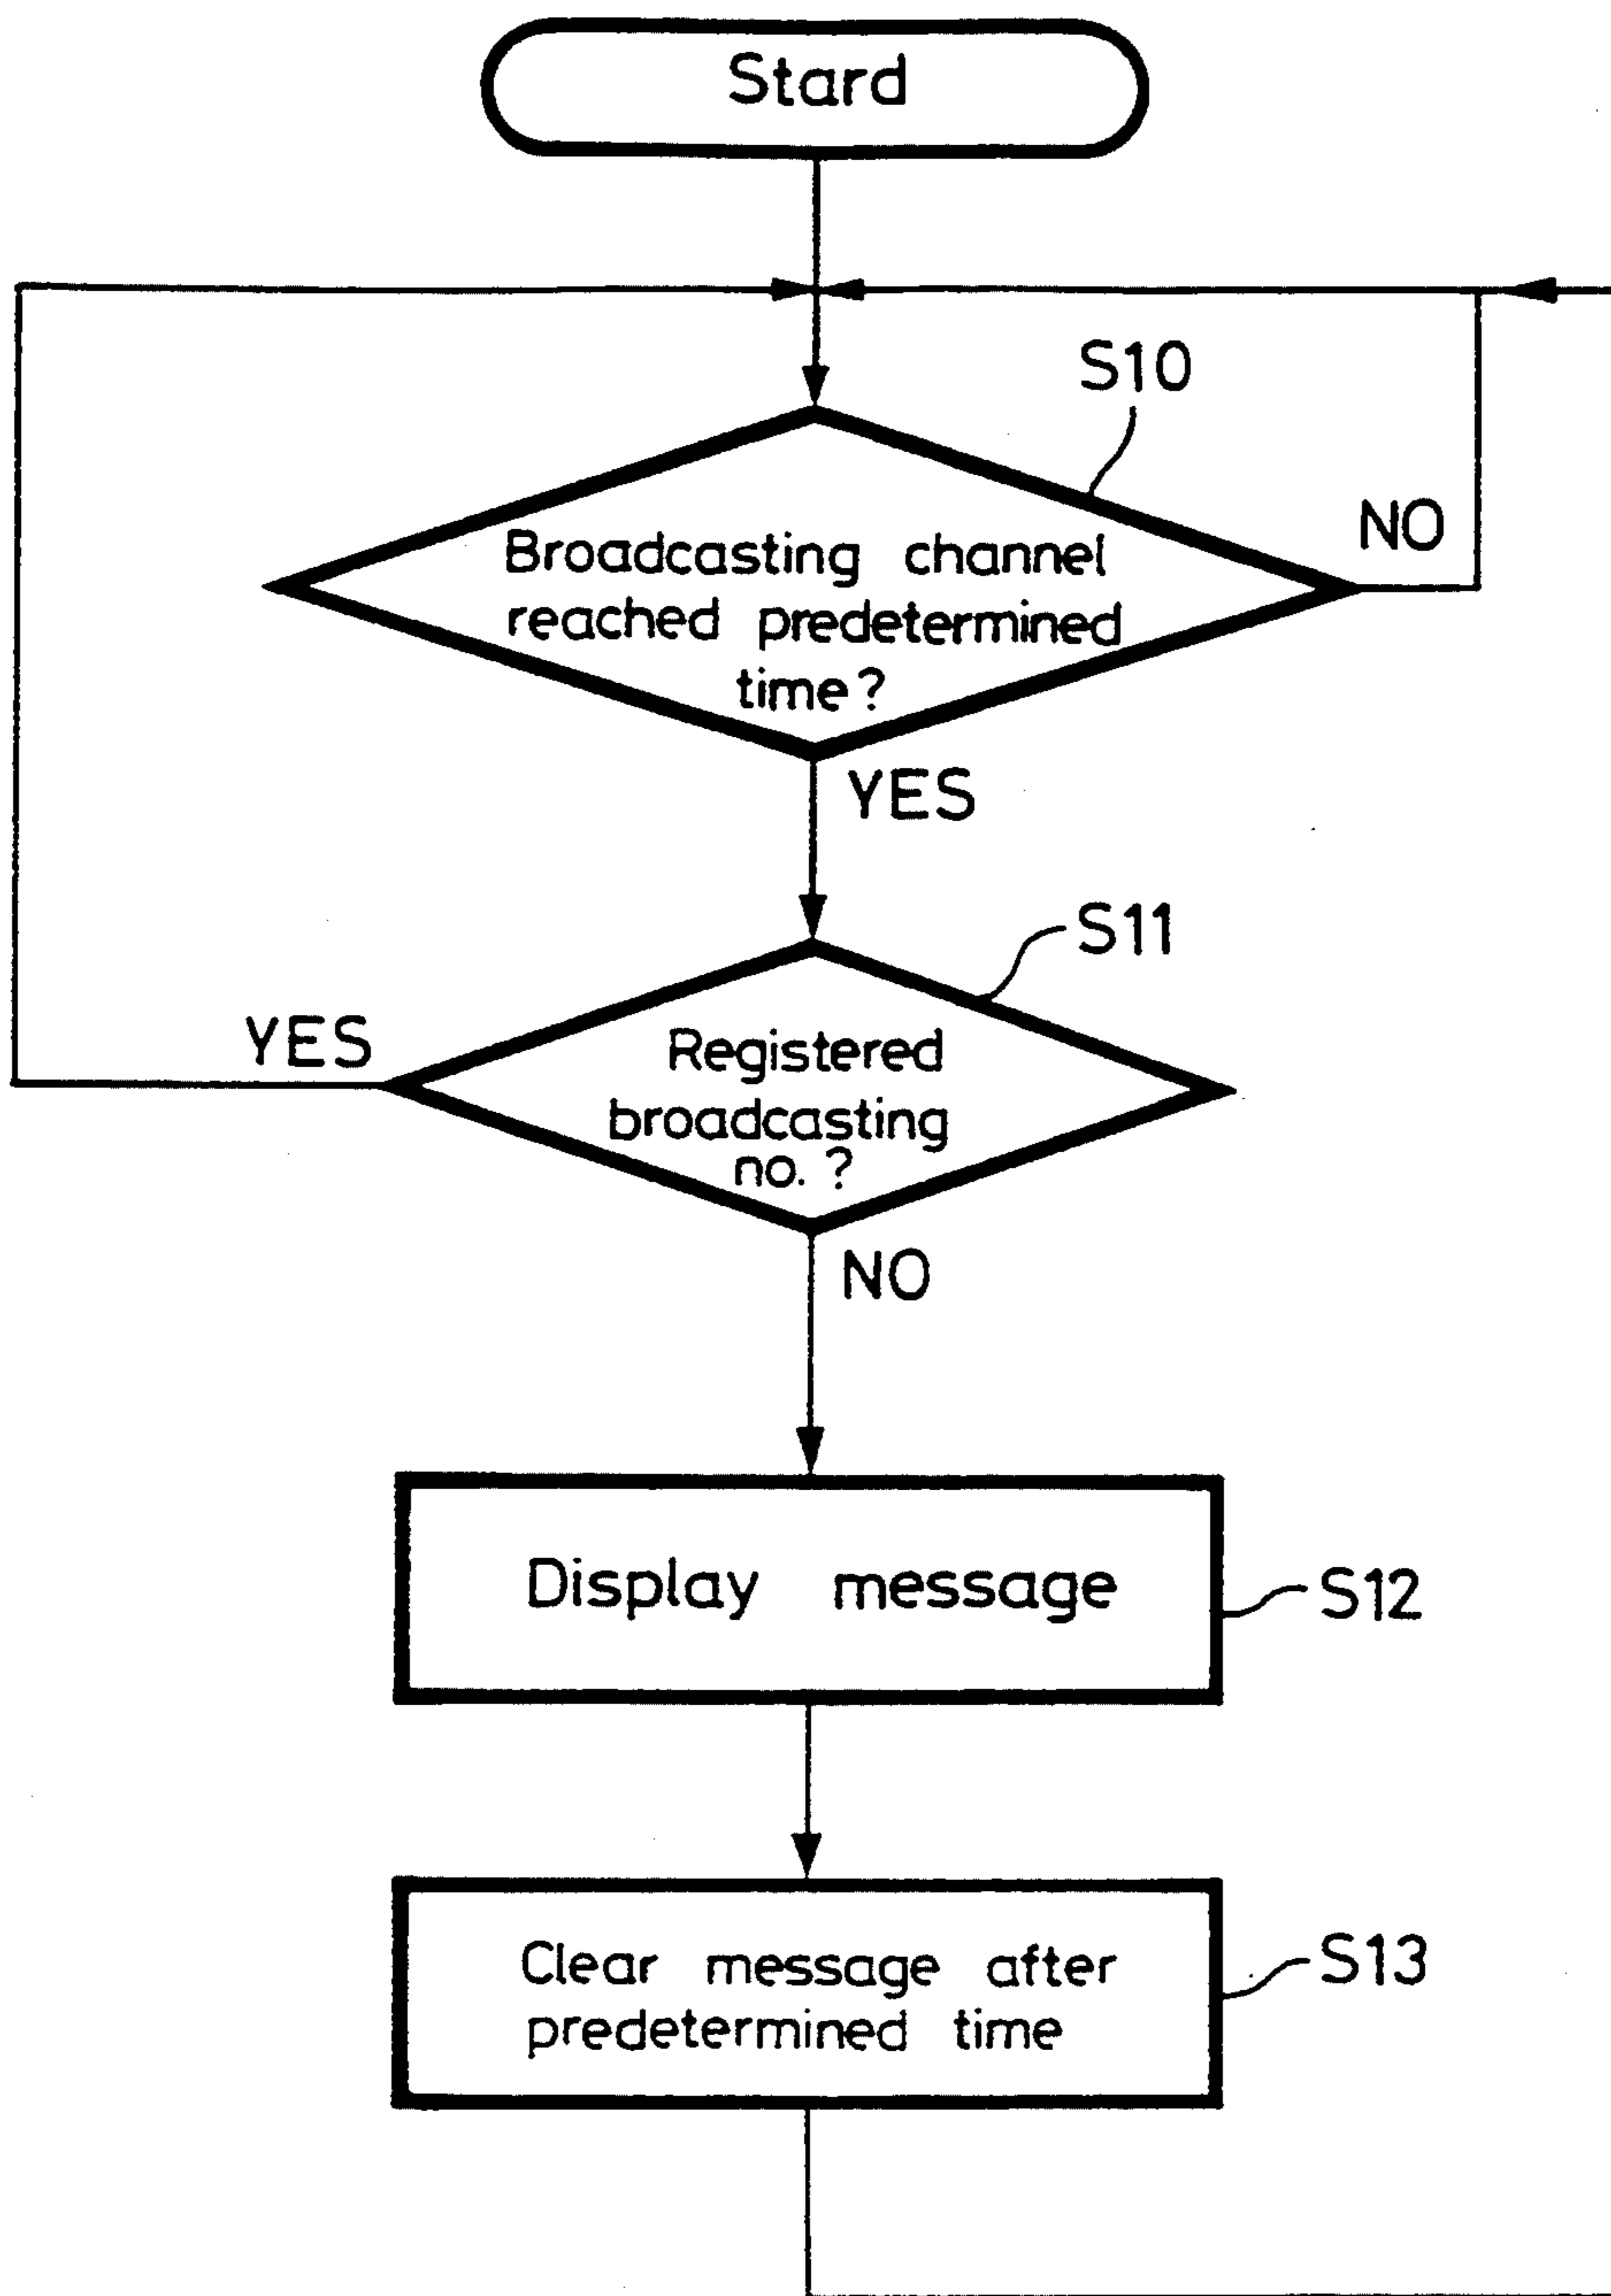 Stard
S10
NO
Broadcasting channel
reached predetermined
time?
YES
S11
YES
Registered
broadcasting
no.?
NO
Display message
S12
Clear message after
predetermined time
S13